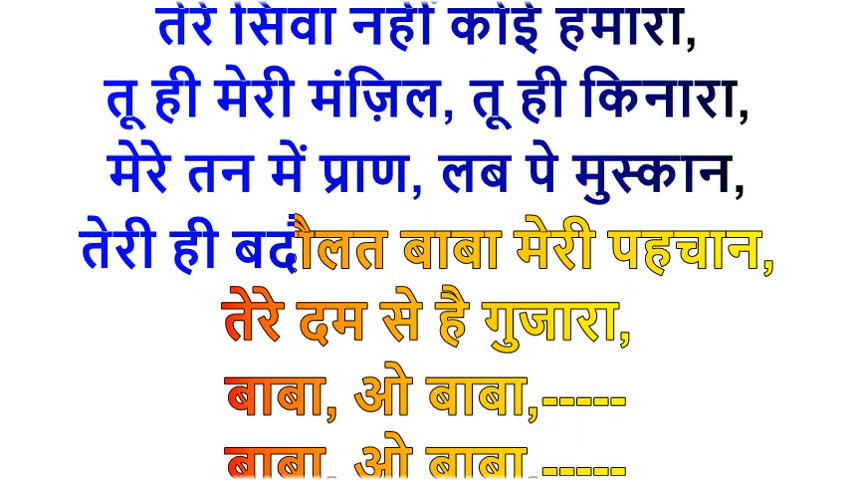 तेरे सिवा नहीं कोई हमारा,
तू ही मेरी मंज़िल, तू ही किनारा,
मेरे तन में प्राण, लब पे मुस्कान,
तेरी ही बदौलत बाबा मेरी पहचान,
तेरे दम से है गुजारा,
बाबा, ओ बाबा,-----
बाबा, ओ बाबा,-----